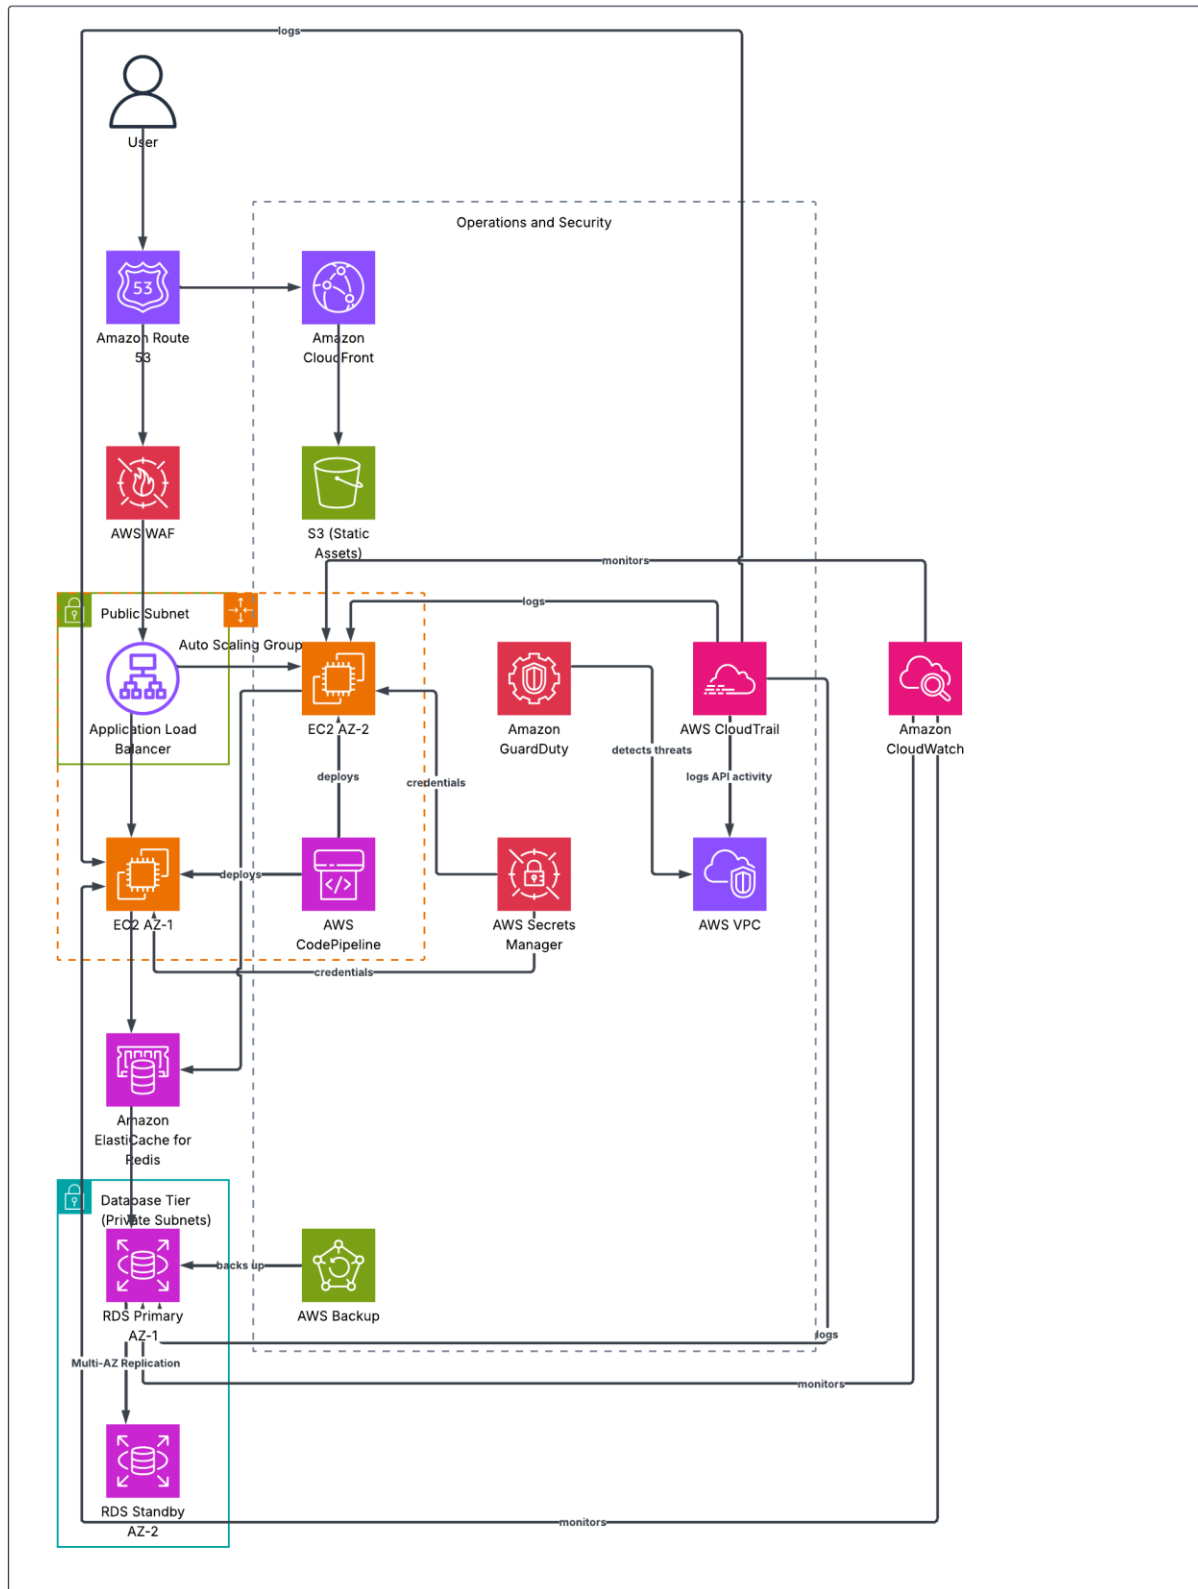 logs
User
Operations and Security
53
Amazon Route
53
Amazon
CloudFront
AWS WAF
S3 (Static
Assets)
monitors
logs
Public Subnet
Auto Scaling Group
Application Load
Balancer
EC2 AZ-2
Amazon
GuardDuty
AWS CloudTrail
Amazon
CloudWatch
detects threats
deploys
logs API activity
credentials
deploys
EC2 AZ-1
AWS
CodePipeline
AWS Secrets
Manager
AWS VPC
credentials
Amazon
ElastiCache for
Redis
Database Tier
(Private Subnets)
backs up
RDS Primary
AZ-1
AWS Backup
logs
Multi-AZ Replication
monitors
RDS Standby
AZ-2
monitors